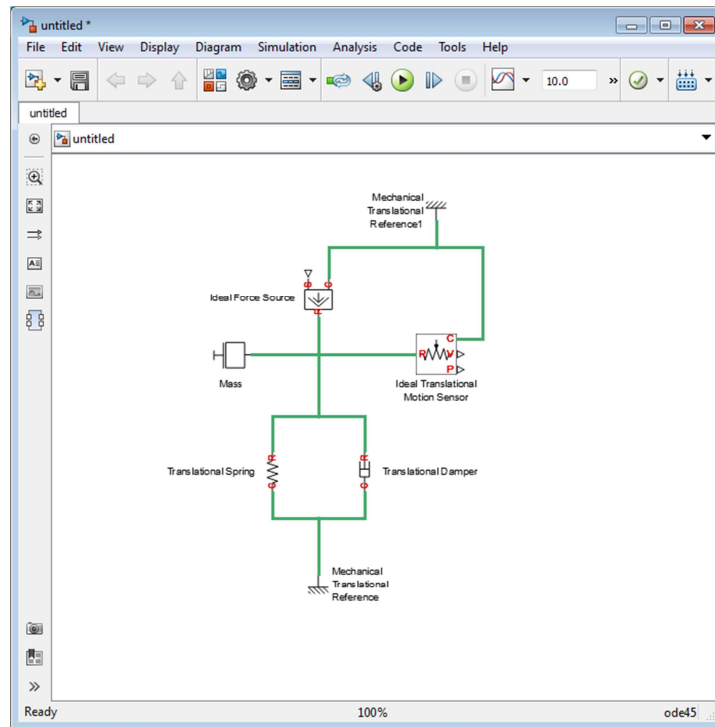 untitled *
File Edit View Display Diagram Simulation Analysis Code Tools Help
10.0 »
untitled
untitled
Mechanical
Translational
Reference1
S C
Ideal Force Source
R
C
R V
P
Mass
Ideal Translational
Motion Sensor
R R
Translational Spring
Translational Damper
C C
Mechanical
Translational
Reference
Ready 100% ode45